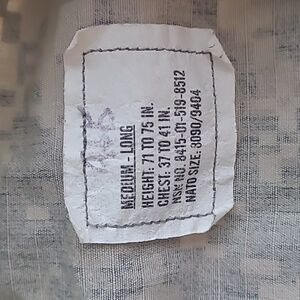 MEDIUM - LONG
HEIGHT: 71 TO 75 IN.
CHEST: 37 TO 41 IN.
NSN NO. 8415-01-519-8512
NATO SIZE: 8090/9404